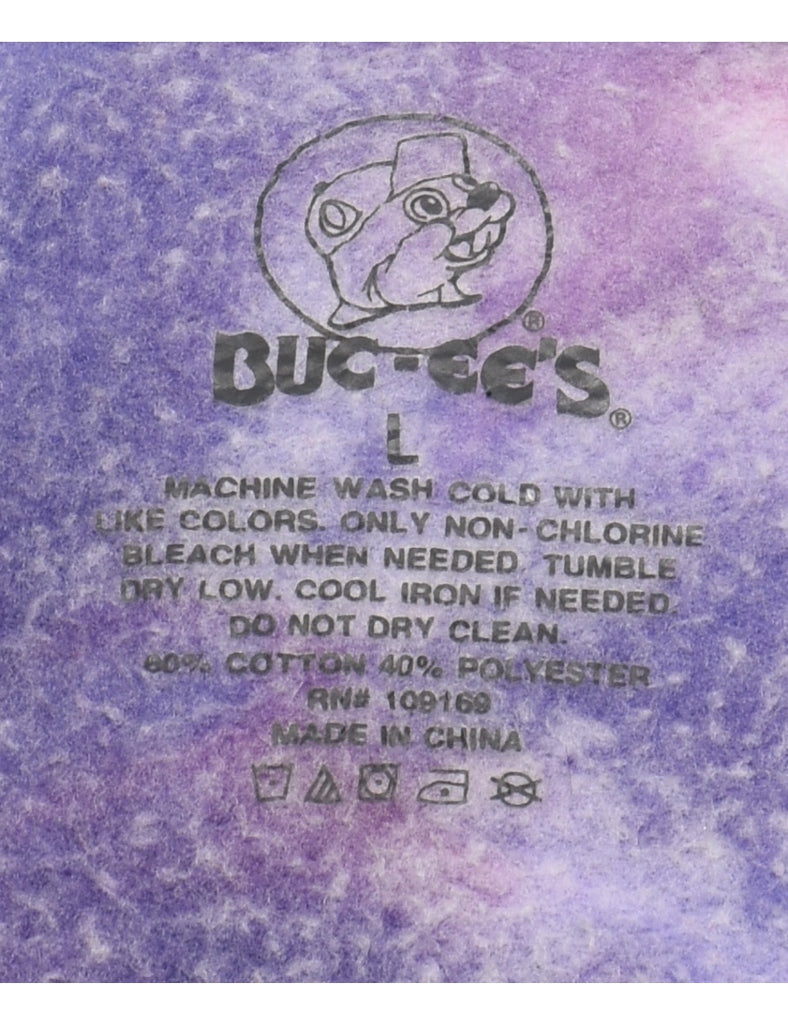 ®
BUC-EE'S®
L
MACHINE WASH COLD WITH
LIKE COLORS. ONLY NON-CHLORINE
BLEACH WHEN NEEDED. TUMBLE
DRY LOW. COOL IRON IF NEEDED.
DO NOT DRY CLEAN.
60% COTTON 40% POLYESTER
RN# 109169
MADE IN CHINA